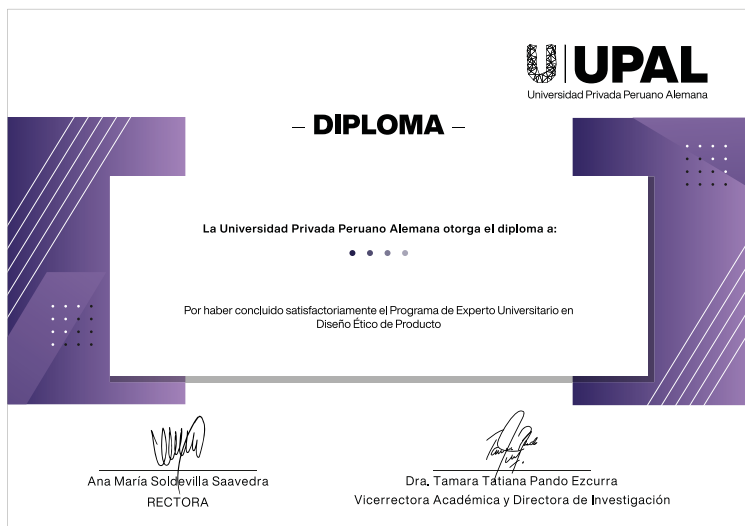 UPAL
Universidad Privada Peruano Alemana
– DIPLOMA –
La Universidad Privada Peruano Alemana otorga el diploma a:
Por haber concluido satisfactoriamente el Programa de Experto Universitario en
Diseño Ético de Producto
Ana María Soldevilla Saavedra
RECTORA
Dra. Tamara Tatiana Pando Ezcurra
Vicerrectora Académica y Directora de Investigación